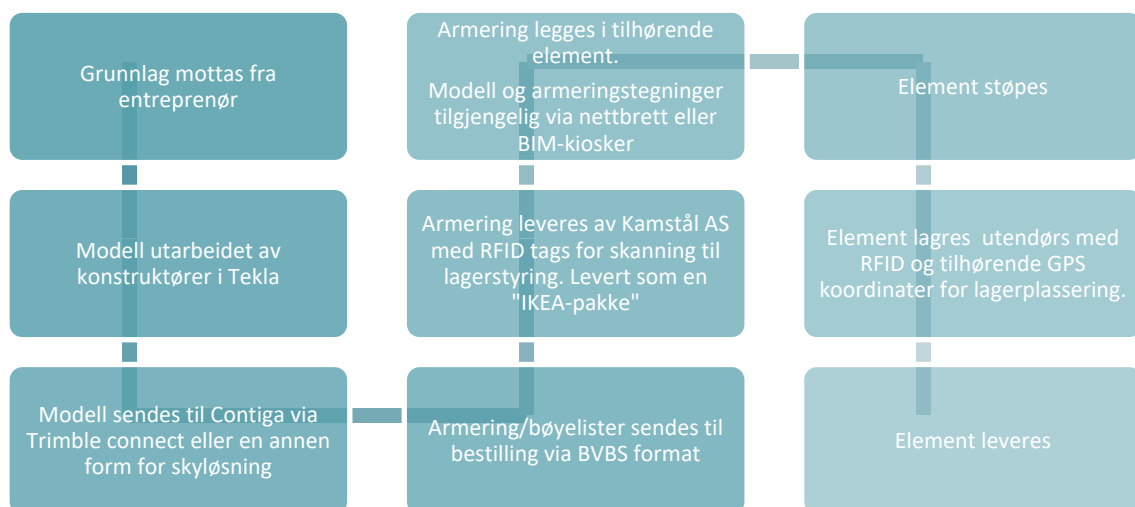 Grunnlag mottas fra
entreprenør
Modell utarbeidet av
konstruktører i Tekla
Modell sendes til Contiga via
Trimble connect eller en annen
form for skyløsning
Armering/bøyelister sendes til
bestilling via BVBS format
Armering leveres av Kamstål AS
med RFID tags for skanning til
lagerstyring. Levert som en
"IKEA-pakke"
Armering legges i tilhørende
element.
Modell og armeringstegninger
tilgjengelig via nettbrett eller
BIM-kiosker
Element støpes
Element lagres  utendørs med
RFID og tilhørende GPS
koordinater for lagerplassering.
Element leveres